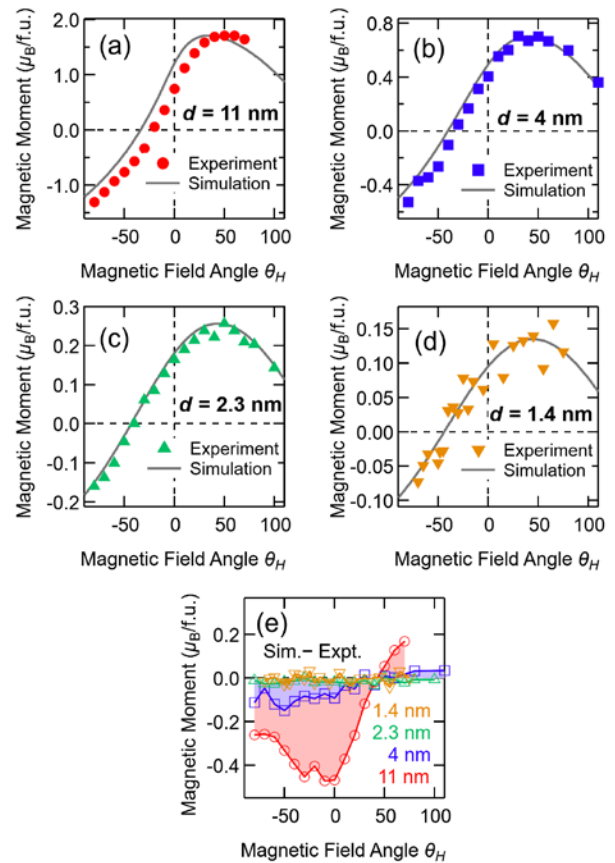 (a)
Magnetic Moment (μB/f.u.)
2.0
1.0
0.0
-1.0
d = 11 nm
Experiment
Simulation
-50 0 50 100
Magnetic Field Angle θH
(b)
Magnetic Moment (μB/f.u.)
0.8
0.4
0.0
-0.4
d = 4 nm
Experiment
Simulation
-50 0 50 100
Magnetic Field Angle θH
(c)
Magnetic Moment (μB/f.u.)
0.3
0.2
0.1
0.0
-0.1
-0.2
d = 2.3 nm
Experiment
Simulation
-50 0 50 100
Magnetic Field Angle θH
(d)
Magnetic Moment (μB/f.u.)
0.15
0.10
0.05
0.00
-0.05
-0.10
d = 1.4 nm
Experiment
Simulation
-50 0 50 100
Magnetic Field Angle θH
(e)
Magnetic Moment (μB/f.u.)
0.2
0.0
-0.2
-0.4
Sim.– Expt.
1.4 nm
2.3 nm
4 nm
11 nm
-50 0 50 100
Magnetic Field Angle θH